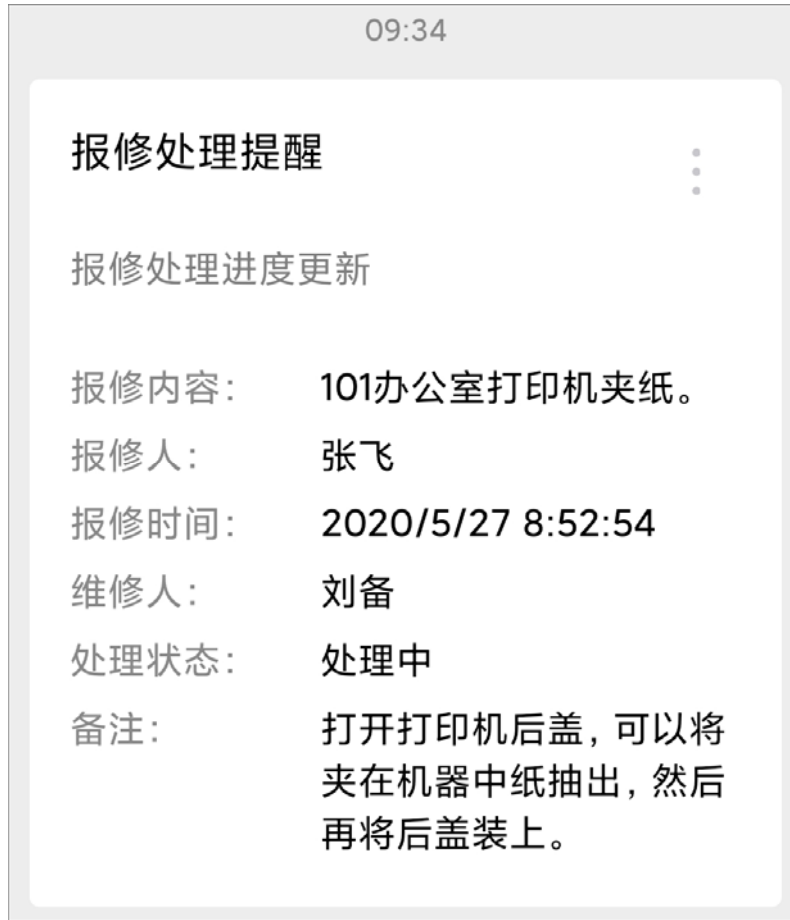 09:34
报修处理提醒
报修处理进度更新
报修内容： 101办公室打印机夹纸。
报修人： 张飞
报修时间： 2020/5/27 8:52:54
维修人： 刘备
处理状态： 处理中
备注： 打开打印机后盖，可以将
夹在机器中纸抽出，然后
再将后盖装上。